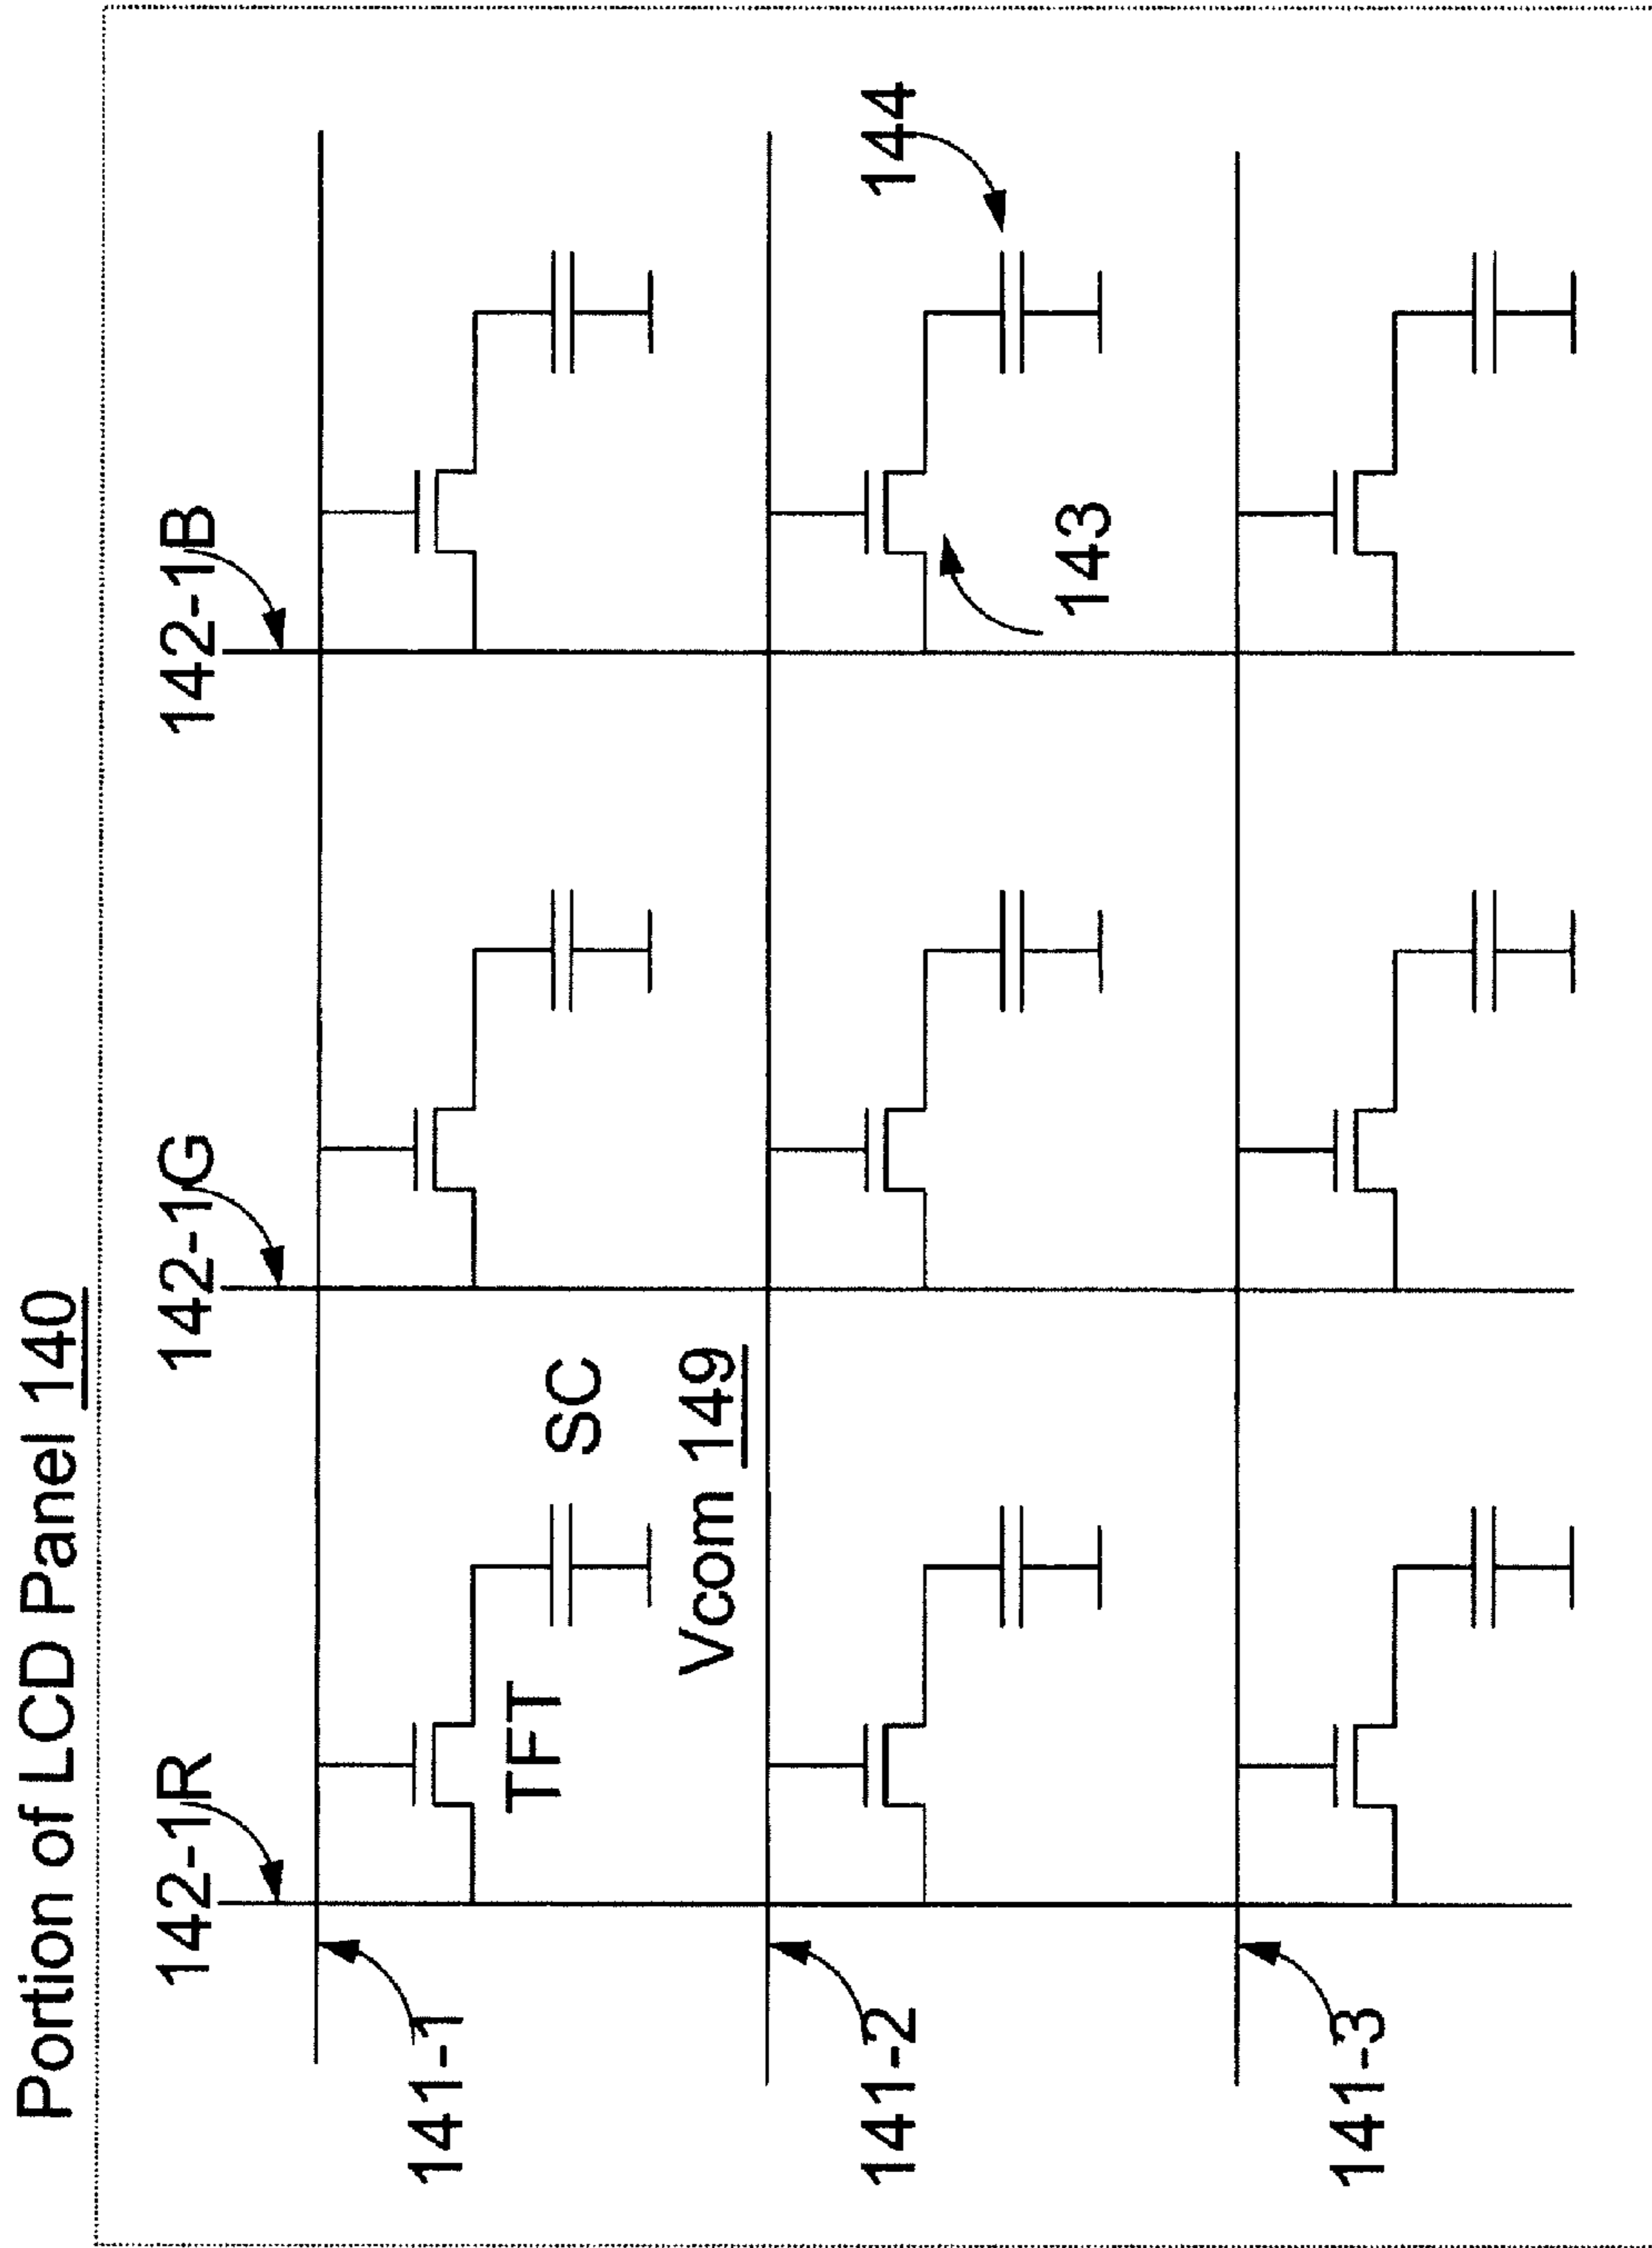 Portion of LCD Panel 140
142-1R
142-1G
142-1B
141-1
TFT
SC
Vcom 149
141-2
144
143
141-3